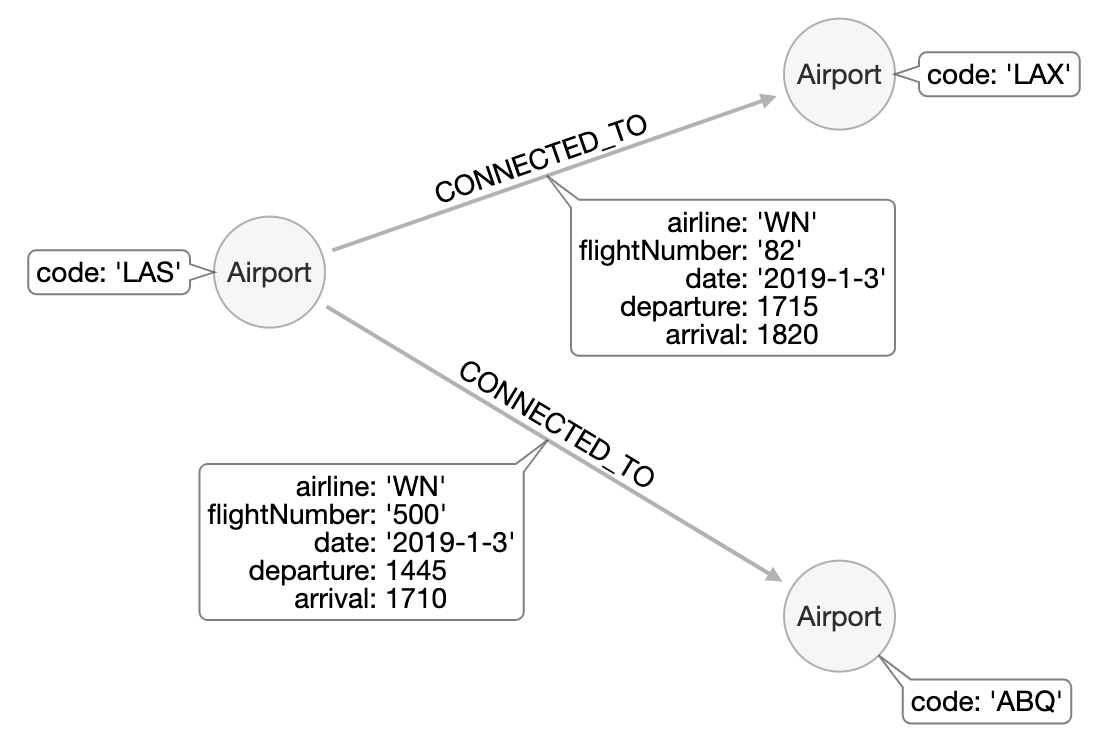 Airport
code: 'LAX'
CONNECTED_TO
airline: 'WN'
flightNumber: '82'
date: '2019-1-3'
departure: 1715
arrival: 1820
code: 'LAS'
Airport
CONNECTED_TO
airline: 'WN'
flightNumber: '500'
date: '2019-1-3'
departure: 1445
arrival: 1710
Airport
code: 'ABQ'